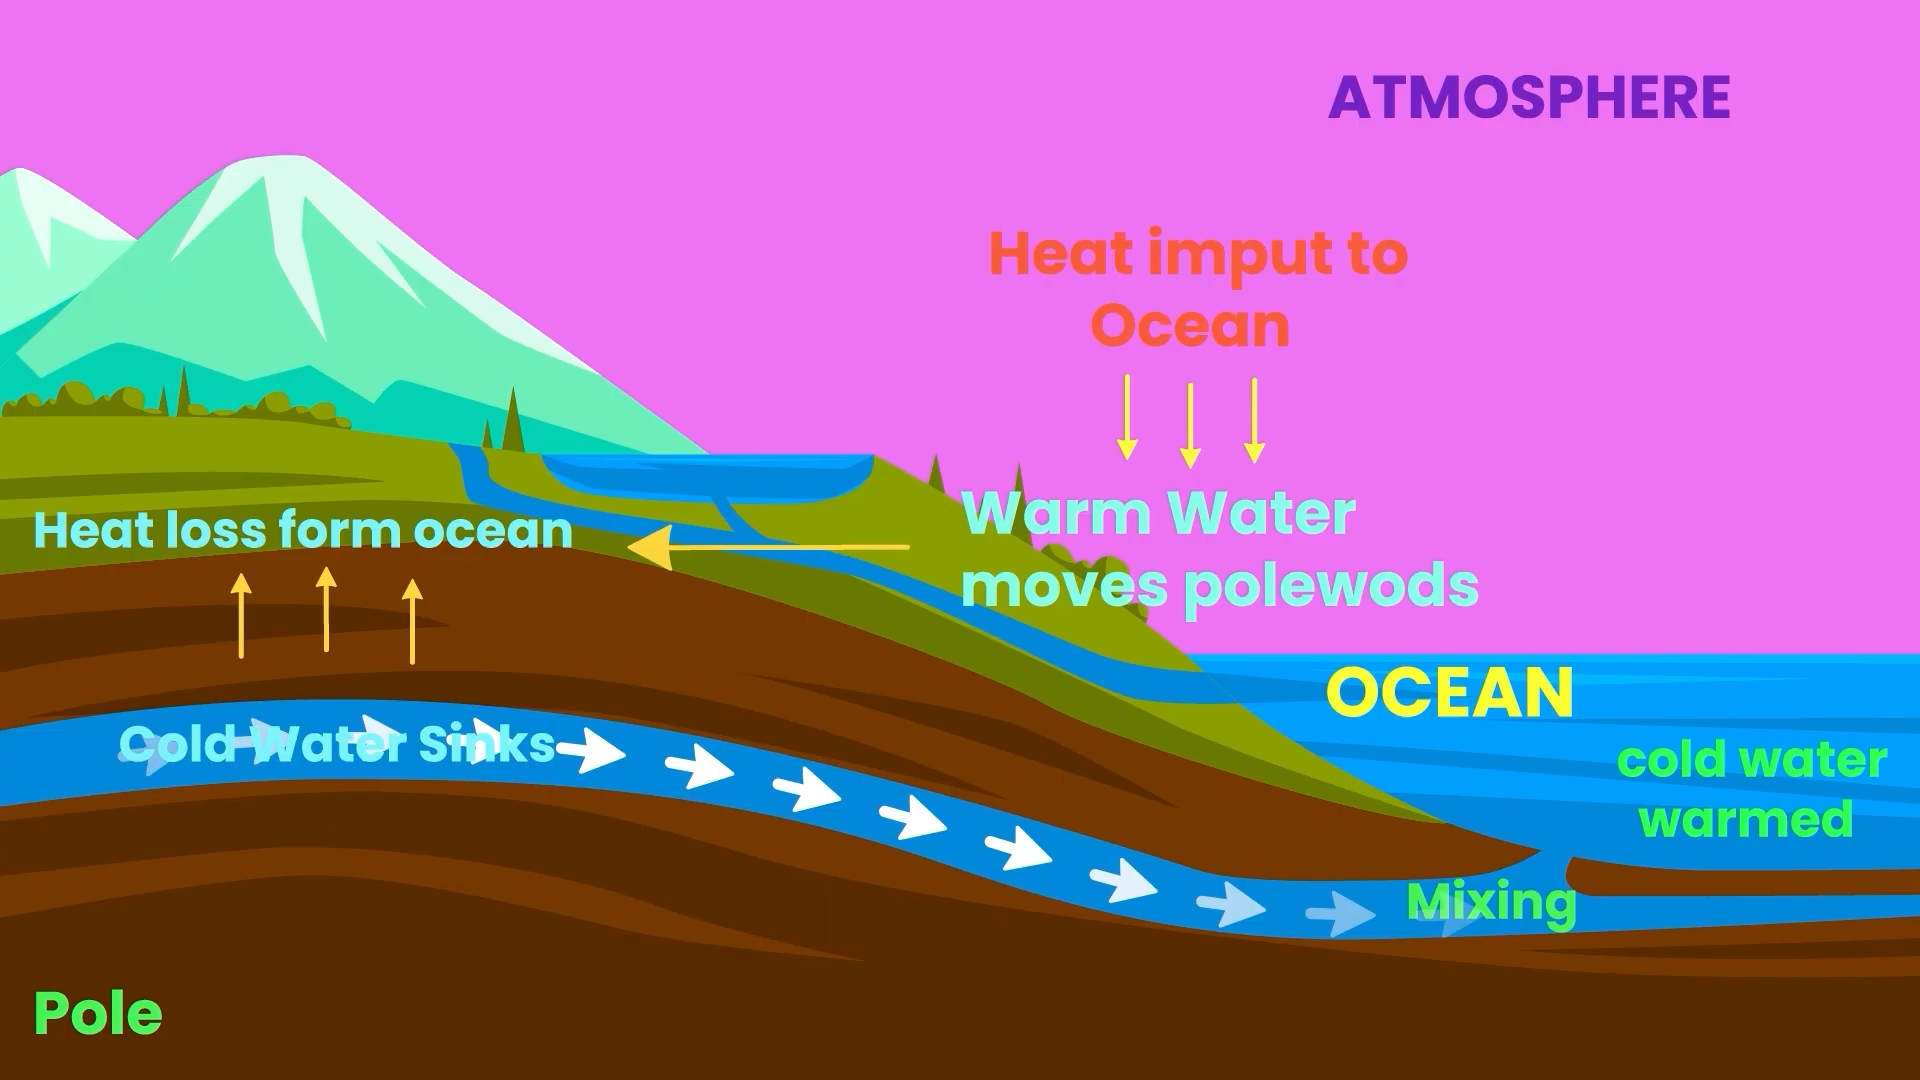 ATMOSPHERE
Heat imput to
Ocean
Warm Water
moves polewods
Heat loss form ocean
OCEAN
Cold Water Sinks
cold water
warmed
Mixing
Pole